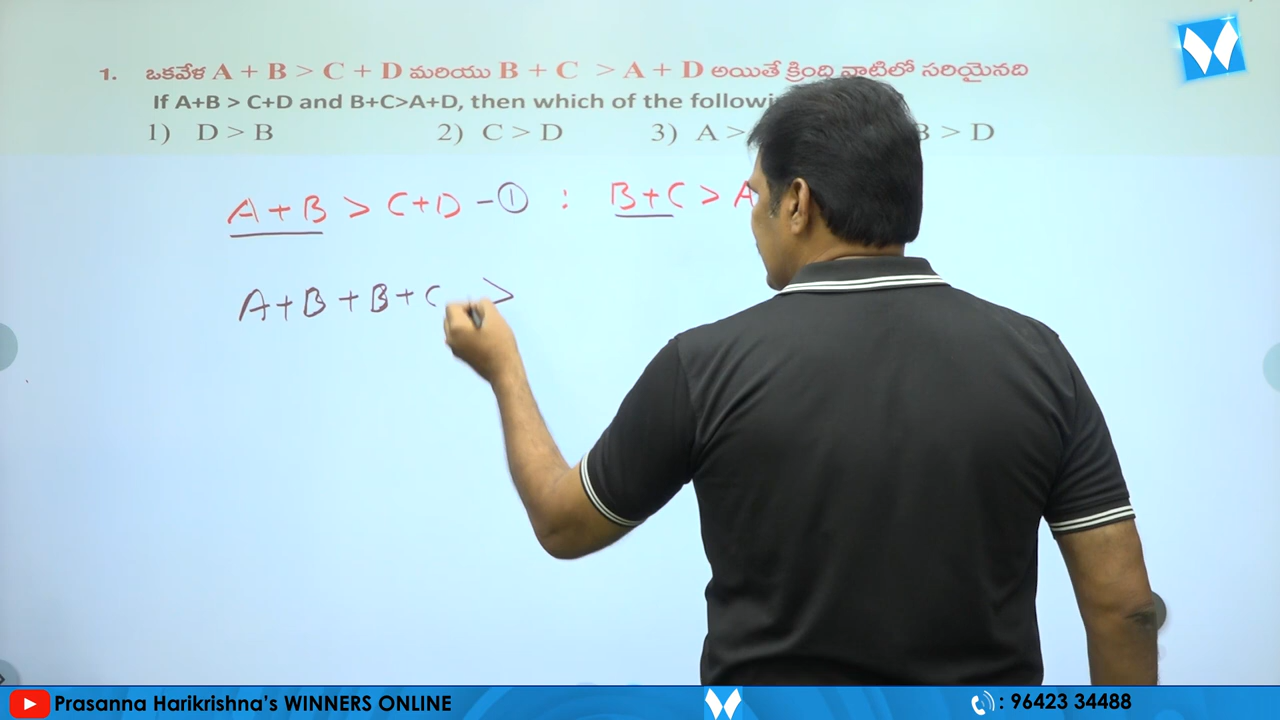 1. ఒకవేళ A + B > C + D మరియు B + C > A + D అయితే క్రింది వాటిలో సరియైనది
If A+B > C+D and B+C>A+D, then which of the
1) D > B 2) C > D 3) A > B > D
A + B > C + D - ① : B + C > A
A + B + B + C >
Prasanna Harikrishna's WINNERS ONLINE : 96423 34488